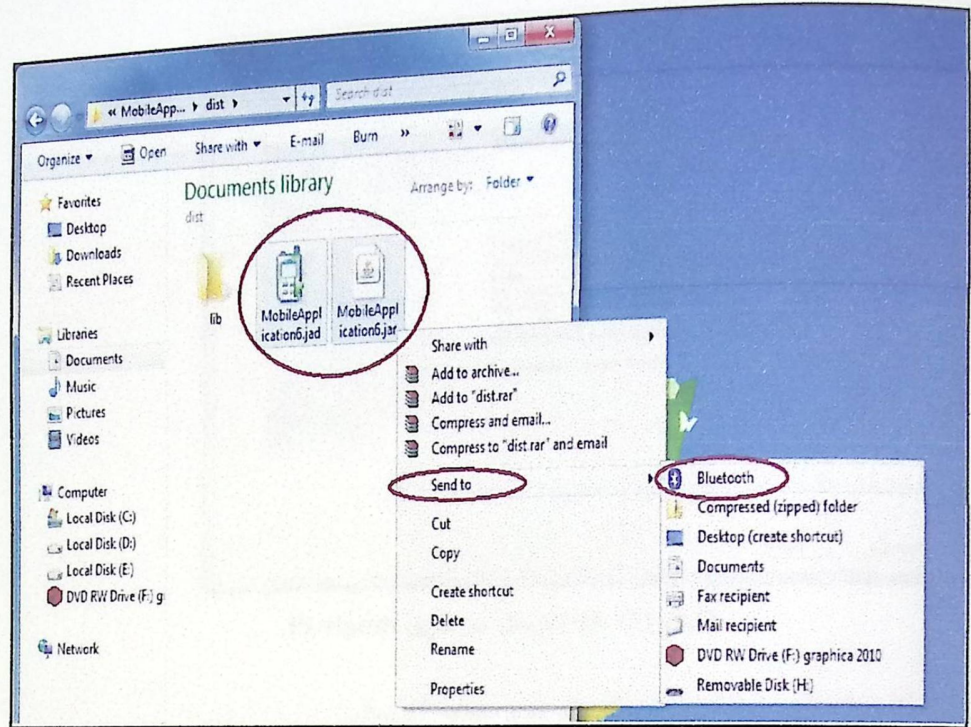 X
« MobileApp... ▸ dist ▸
Search dist
Organize ▾ Open Share with ▾ E-mail Burn »
Documents library
dist
Arrange by: Folder ▾
Favorites
Desktop
Downloads
Recent Places
Libraries
Documents
Music
Pictures
Videos
Computer
Local Disk (C:)
Local Disk (D:)
Local Disk (E:)
DVD RW Drive (F:) g
Network
lib
MobileAppl
ication6.jad
MobileAppl
ication6.jar
Share with
Add to archive...
Add to "dist.rar"
Compress and email...
Compress to "dist.rar" and email
Send to
Cut
Copy
Create shortcut
Delete
Rename
Properties
Bluetooth
Compressed (zipped) folder
Desktop (create shortcut)
Documents
Fax recipient
Mail recipient
DVD RW Drive (F:) graphica 2010
Removable Disk (H:)